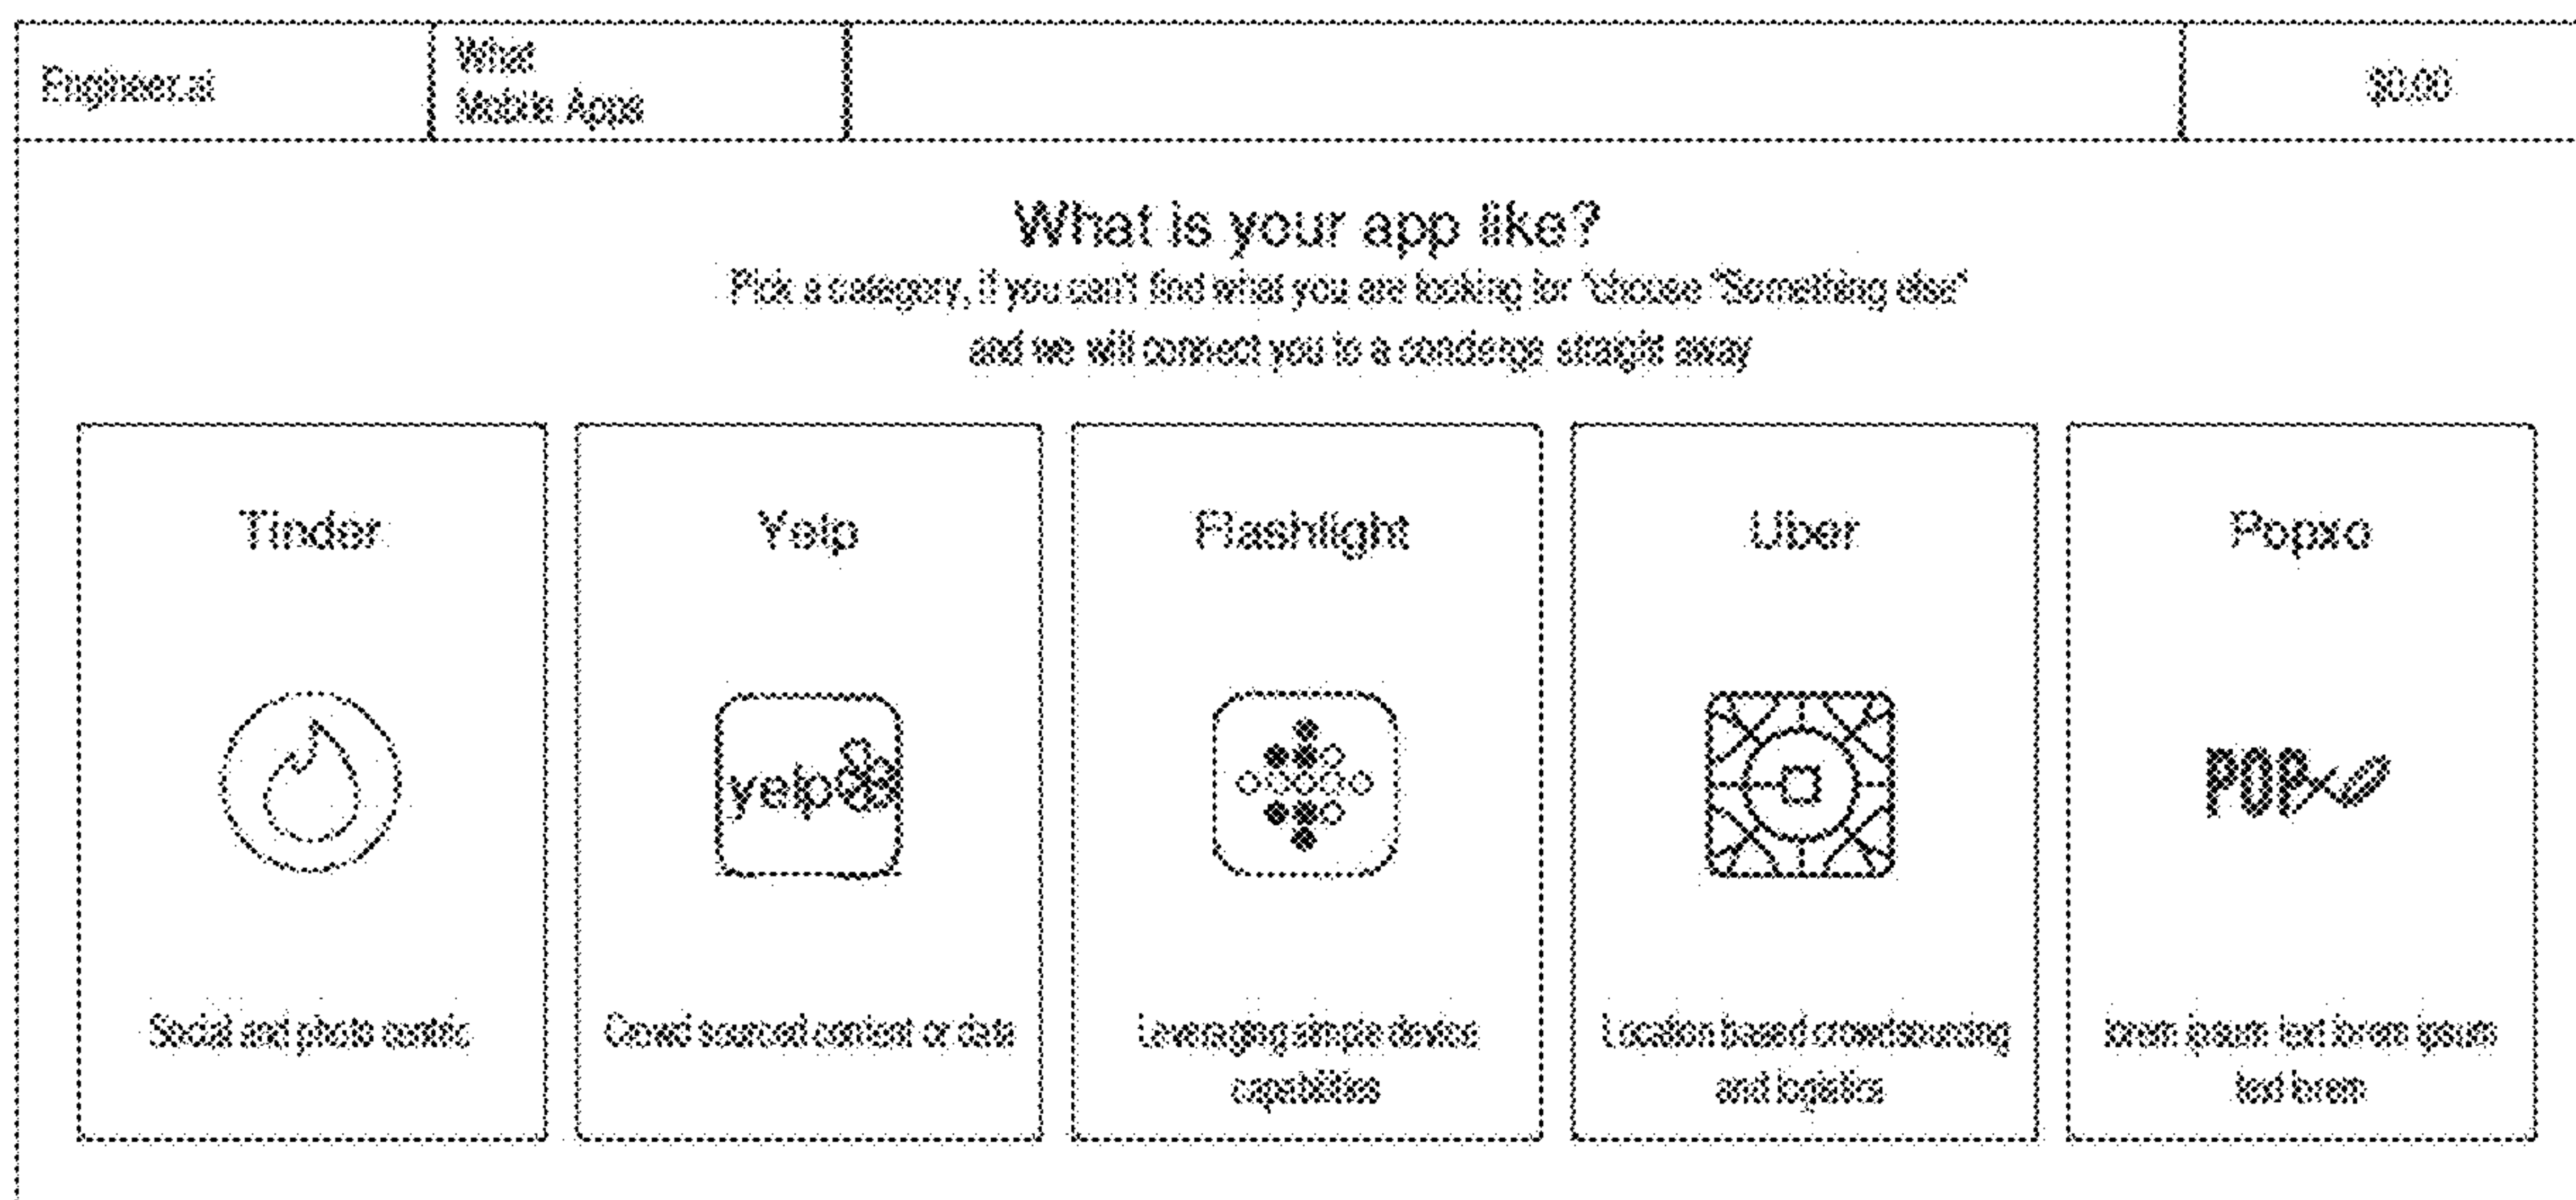 Engineer.ai
What
Mobile Apps
$0.00
What is your app like?
Pick a category, if you can't find what you are looking for "choose "Something else"
and we will connect you to a concierge straight away
Tinder
Yelp
Flashlight
Uber
Popxo
yelp
POPxo
Social and photo centric
Crowd sourced content or data
Leveraging simple device
capabilities
Location based crowdsourcing
and logistics
lorem ipsum text lorem ipsum
text lorem